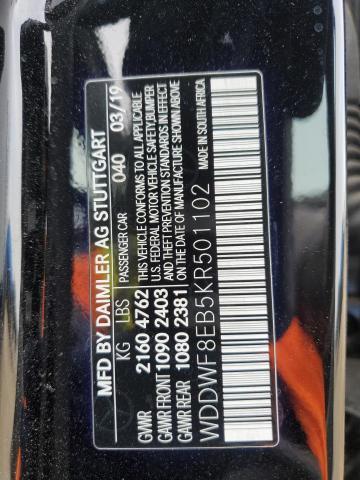 MFD BY DAIMLER AG STUTTGART
KG LBS PASSENGER CAR 040 03/19
GVWR 2160 4762 THIS VEHICLE CONFORMS TO ALL APPLICABLE
GAWR FRONT 1090 2403 U.S. FEDERAL MOTOR VEHICLE SAFETY, BUMPER
GAWR REAR 1080 2381 AND THEFT PREVENTION STANDARDS IN EFFECT
ON THE DATE OF MANUFACTURE SHOWN ABOVE
WDDWF8EB5KR501102 MADE IN SOUTH AFRICA